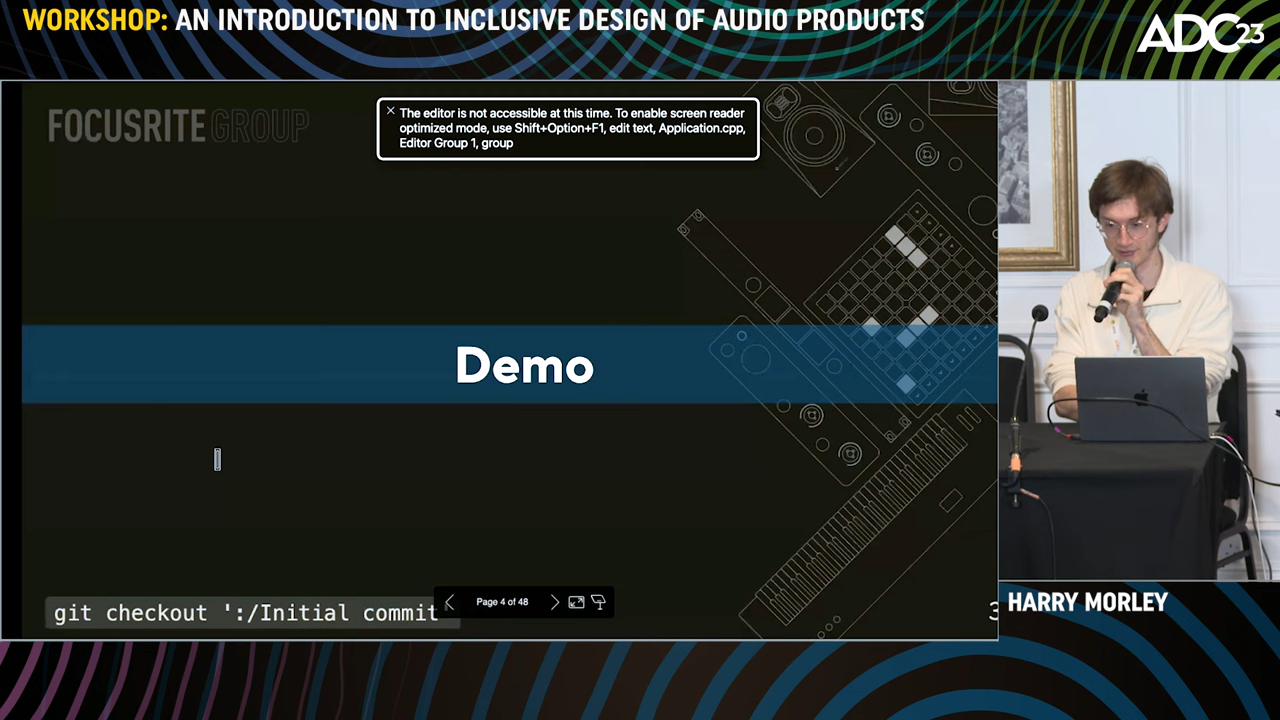 WORKSHOP: AN INTRODUCTION TO INCLUSIVE DESIGN OF AUDIO PRODUCTS
ADC23
FOCUSRITE GROUP
× The editor is not accessible at this time. To enable screen reader
optimized mode, use Shift+Option+F1, edit text, Application.cpp,
Editor Group 1, group
Demo
git checkout ':/Initial commit
Page 4 of 48
3
HARRY MORLEY